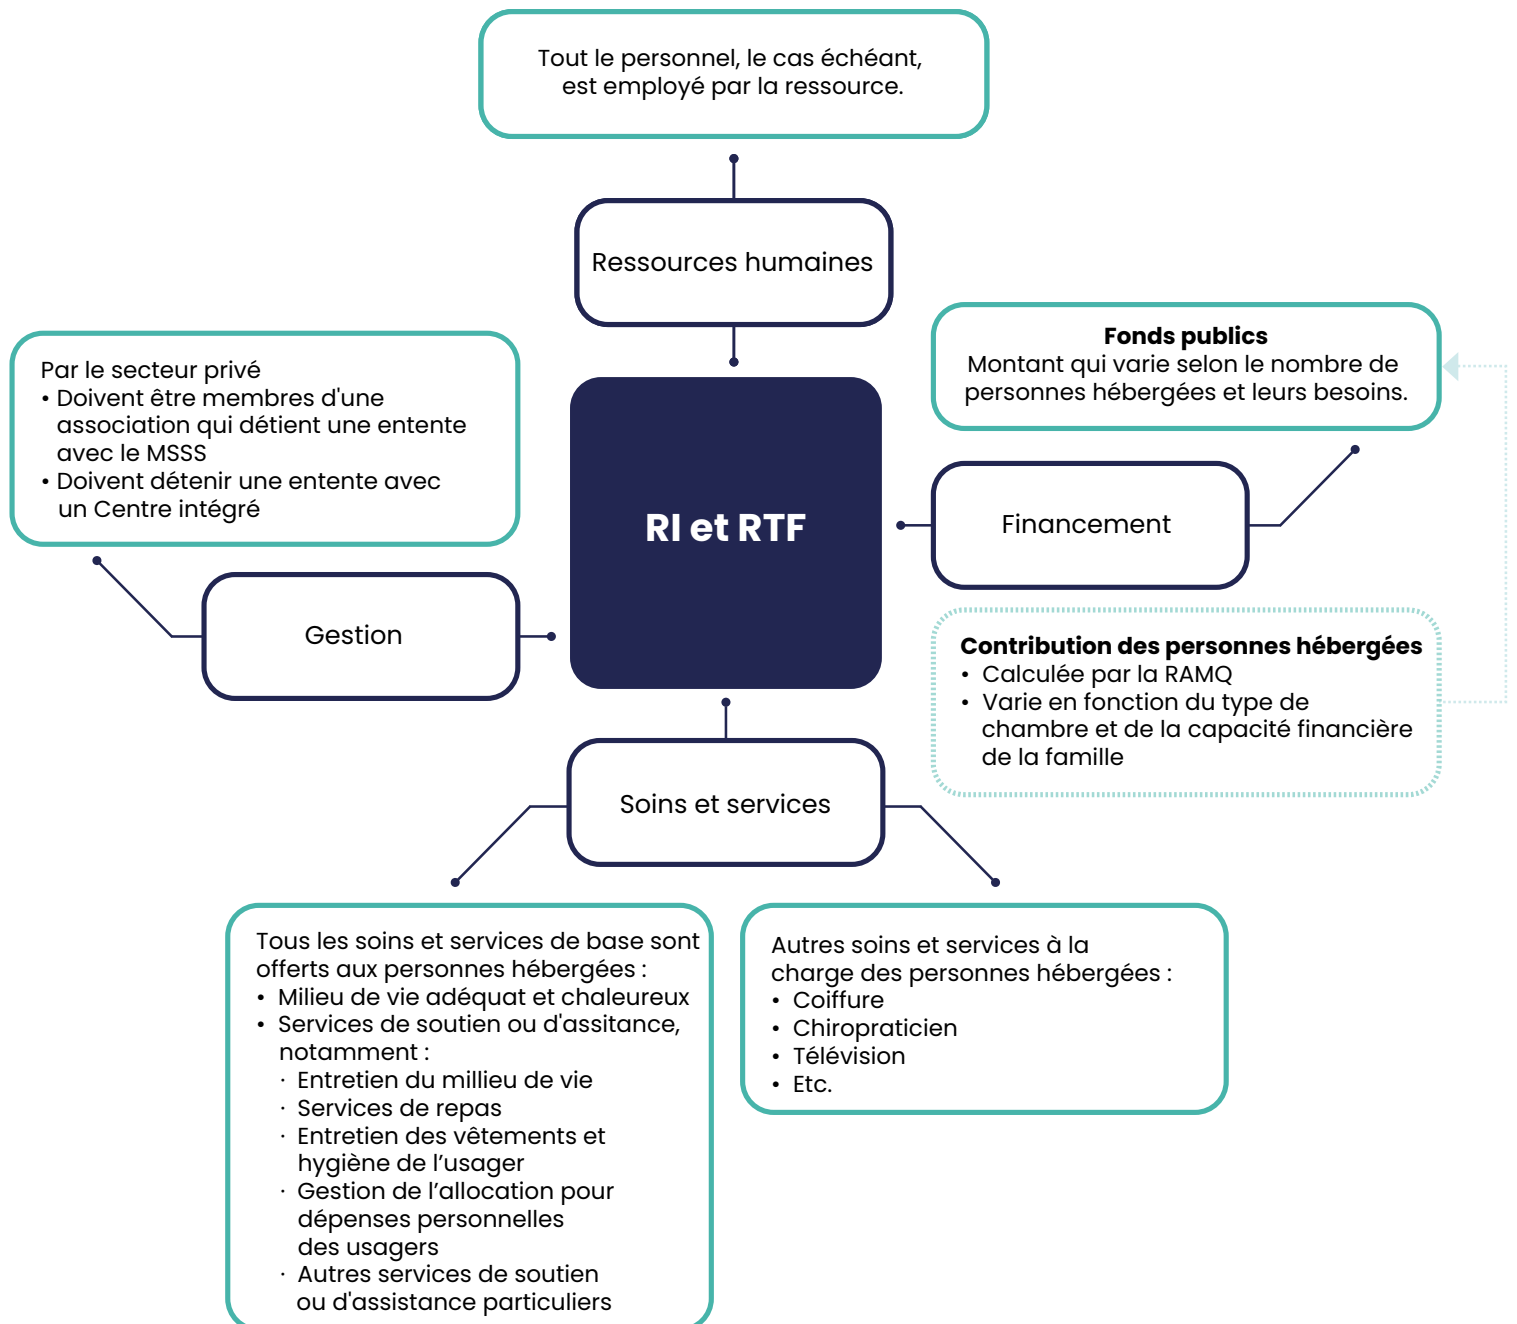 Tout le personnel, le cas échéant,
est employé par la ressource.
Ressources humaines
Par le secteur privé
• Doivent être membres d'une
association qui détient une entente
avec le MSSS
• Doivent détenir une entente avec
un Centre intégré
Gestion
RI et RTF
Fonds publics
Montant qui varie selon le nombre de
personnes hébergées et leurs besoins.
Financement
Contribution des personnes hébergées
• Calculée par la RAMQ
• Varie en fonction du type de
chambre et de la capacité financière
de la famille
Soins et services
Tous les soins et services de base sont
offerts aux personnes hébergées :
• Milieu de vie adéquat et chaleureux
• Services de soutien ou d'assitance,
notamment :
· Entretien du millieu de vie
· Services de repas
· Entretien des vêtements et
hygiène de l’usager
· Gestion de l’allocation pour
dépenses personnelles
des usagers
· Autres services de soutien
ou d'assistance particuliers
Autres soins et services à la
charge des personnes hébergées :
• Coiffure
• Chiropraticien
• Télévision
• Etc.